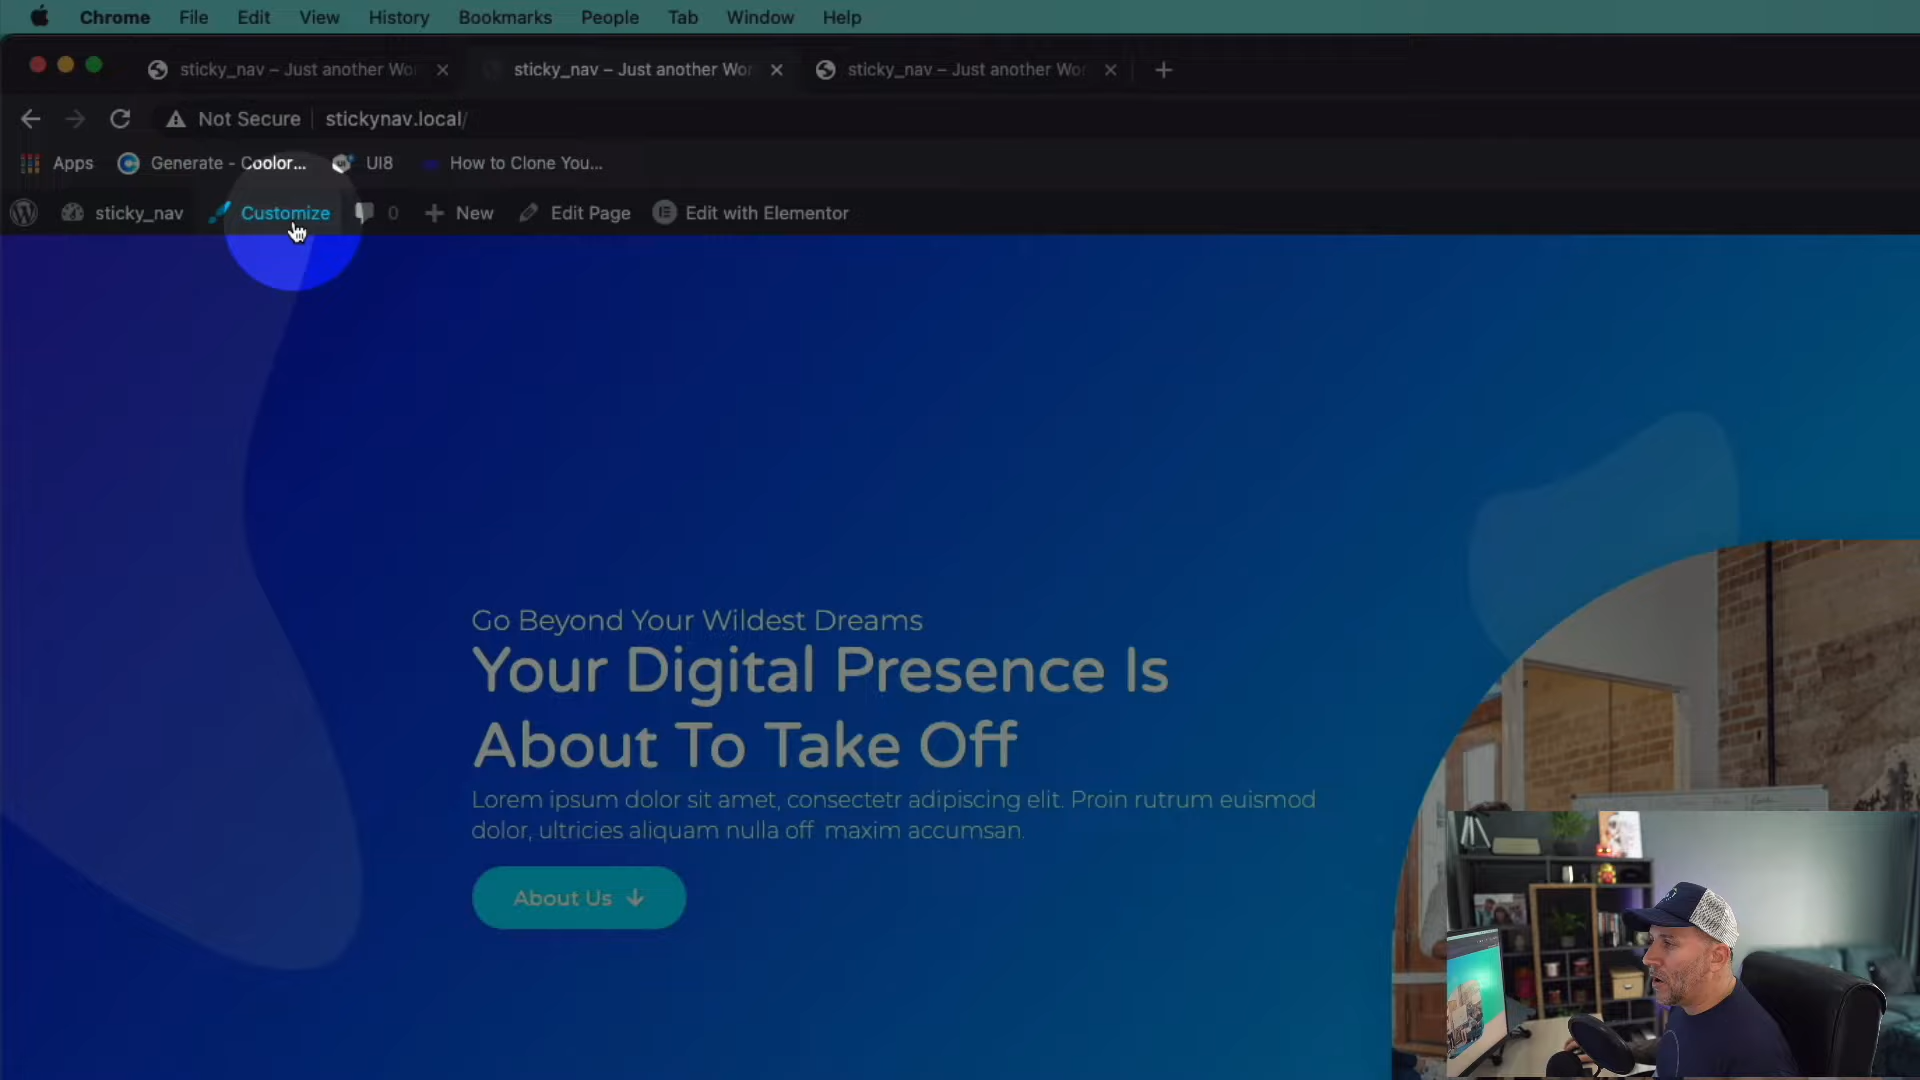 Chrome File Edit View History Bookmarks People Tab Window Help
sticky_nav – Just another Wor sticky_nav – Just another Wor sticky_nav – Just another Wor
Not Secure stickynav.local/
Apps Generate - Coolor... UI8 How to Clone You...
sticky_nav Customize 0 New Edit Page Edit with Elementor
Go Beyond Your Wildest Dreams
Your Digital Presence Is
About To Take Off
Lorem ipsum dolor sit amet, consectetr adipiscing elit. Proin rutrum euismod
dolor, ultricies aliquam nulla off maxim accumsan.
About Us